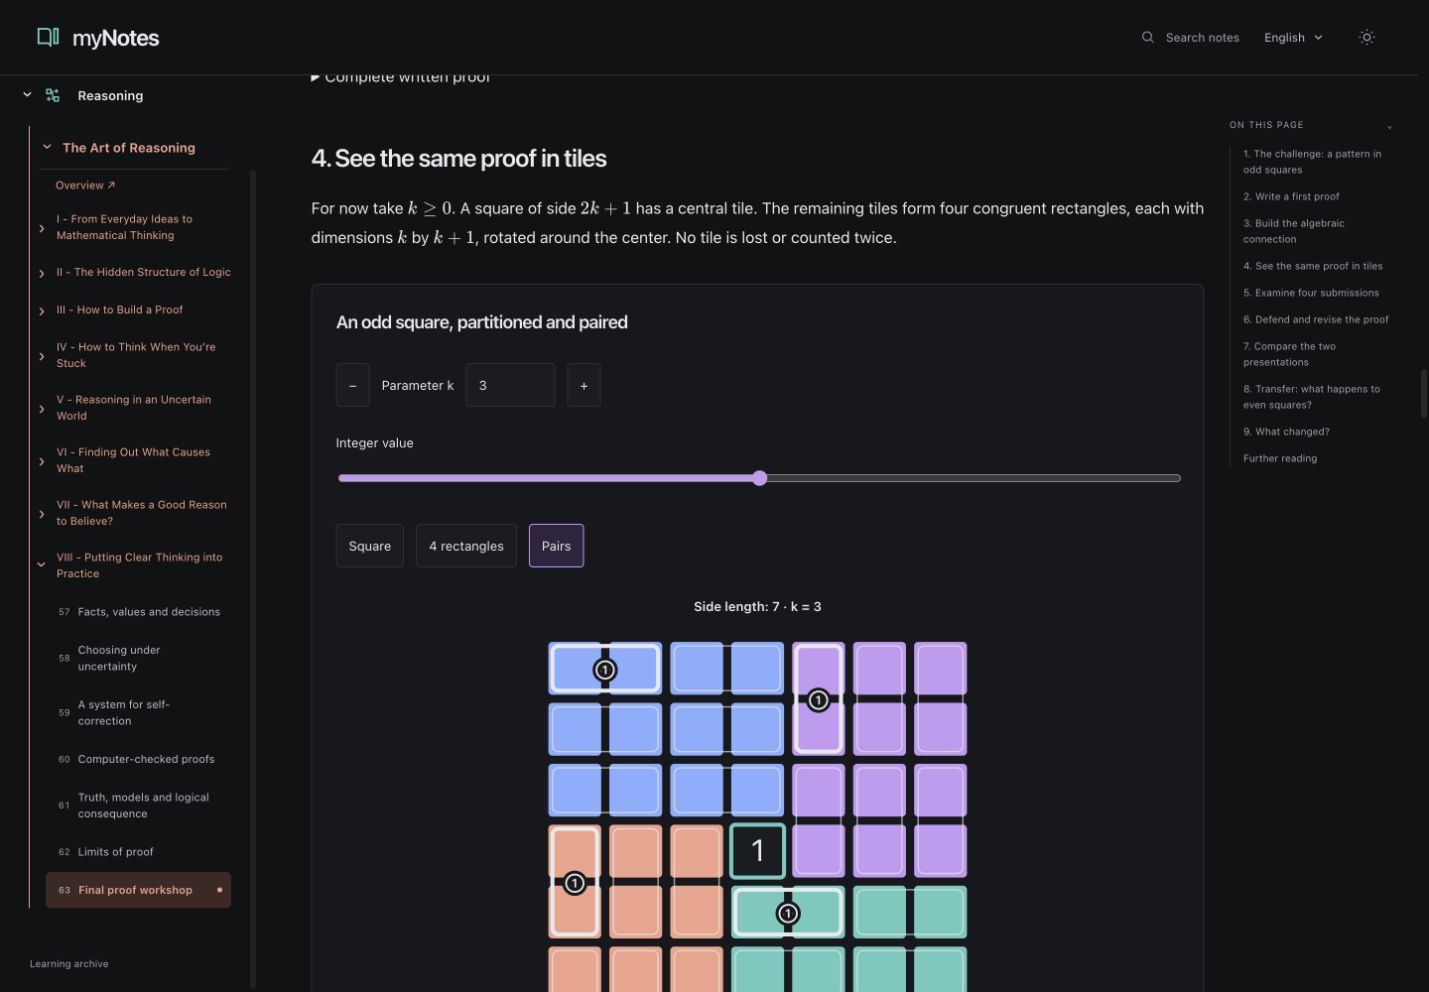 myNotes
Search notes
English
Reasoning
The Art of Reasoning
Overview ↗
I - From Everyday Ideas to
Mathematical Thinking
II - The Hidden Structure of Logic
III - How to Build a Proof
IV - How to Think When You're
Stuck
V - Reasoning in an Uncertain
World
VI - Finding Out What Causes
What
VII - What Makes a Good Reason
to Believe?
VIII - Putting Clear Thinking into
Practice
57 Facts, values and decisions
58 Choosing under
uncertainty
59 A system for self-
correction
60 Computer-checked proofs
61 Truth, models and logical
consequence
62 Limits of proof
63 Final proof workshop
Learning archive
Complete written proof
4. See the same proof in tiles
For now take k ≥ 0. A square of side 2k + 1 has a central tile. The remaining tiles form four congruent rectangles, each with
dimensions k by k + 1, rotated around the center. No tile is lost or counted twice.
An odd square, partitioned and paired
− Parameter k 3 +
Integer value
Square 4 rectangles Pairs
Side length: 7 · k = 3
1
1
1
1
1
ON THIS PAGE
1. The challenge: a pattern in
odd squares
2. Write a first proof
3. Build the algebraic
connection
4. See the same proof in tiles
5. Examine four submissions
6. Defend and revise the proof
7. Compare the two
presentations
8. Transfer: what happens to
even squares?
9. What changed?
Further reading